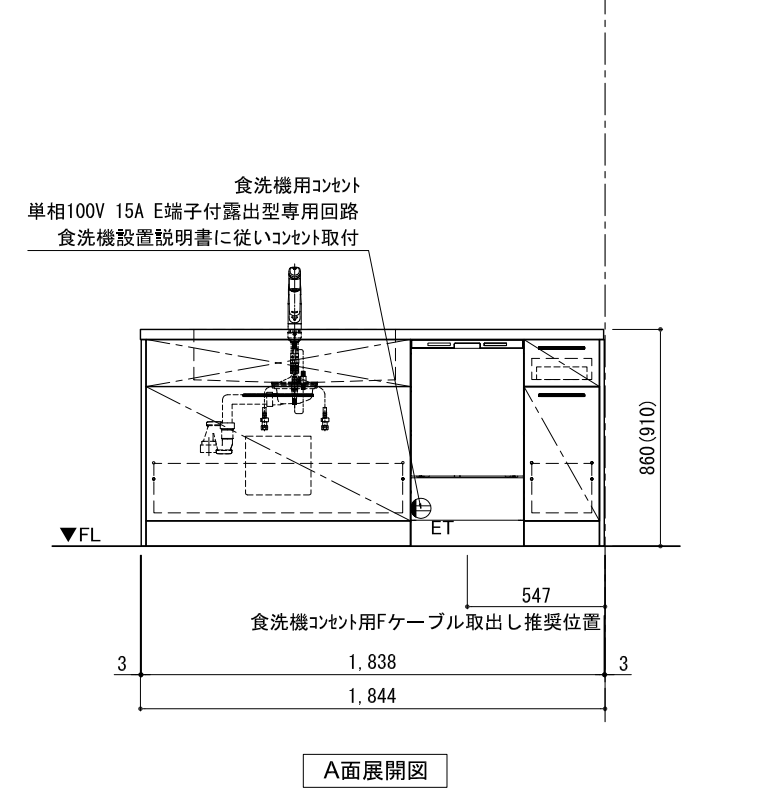 食洗機用コンセント
単相100V 15A E端子付露出型専用回路
食洗機設置説明書に従いコンセント取付
860(910)
ET
▼FL
547
食洗機コンセント用Fケーブル取出し推奨位置
3 1,838 3
1,844
A面展開図